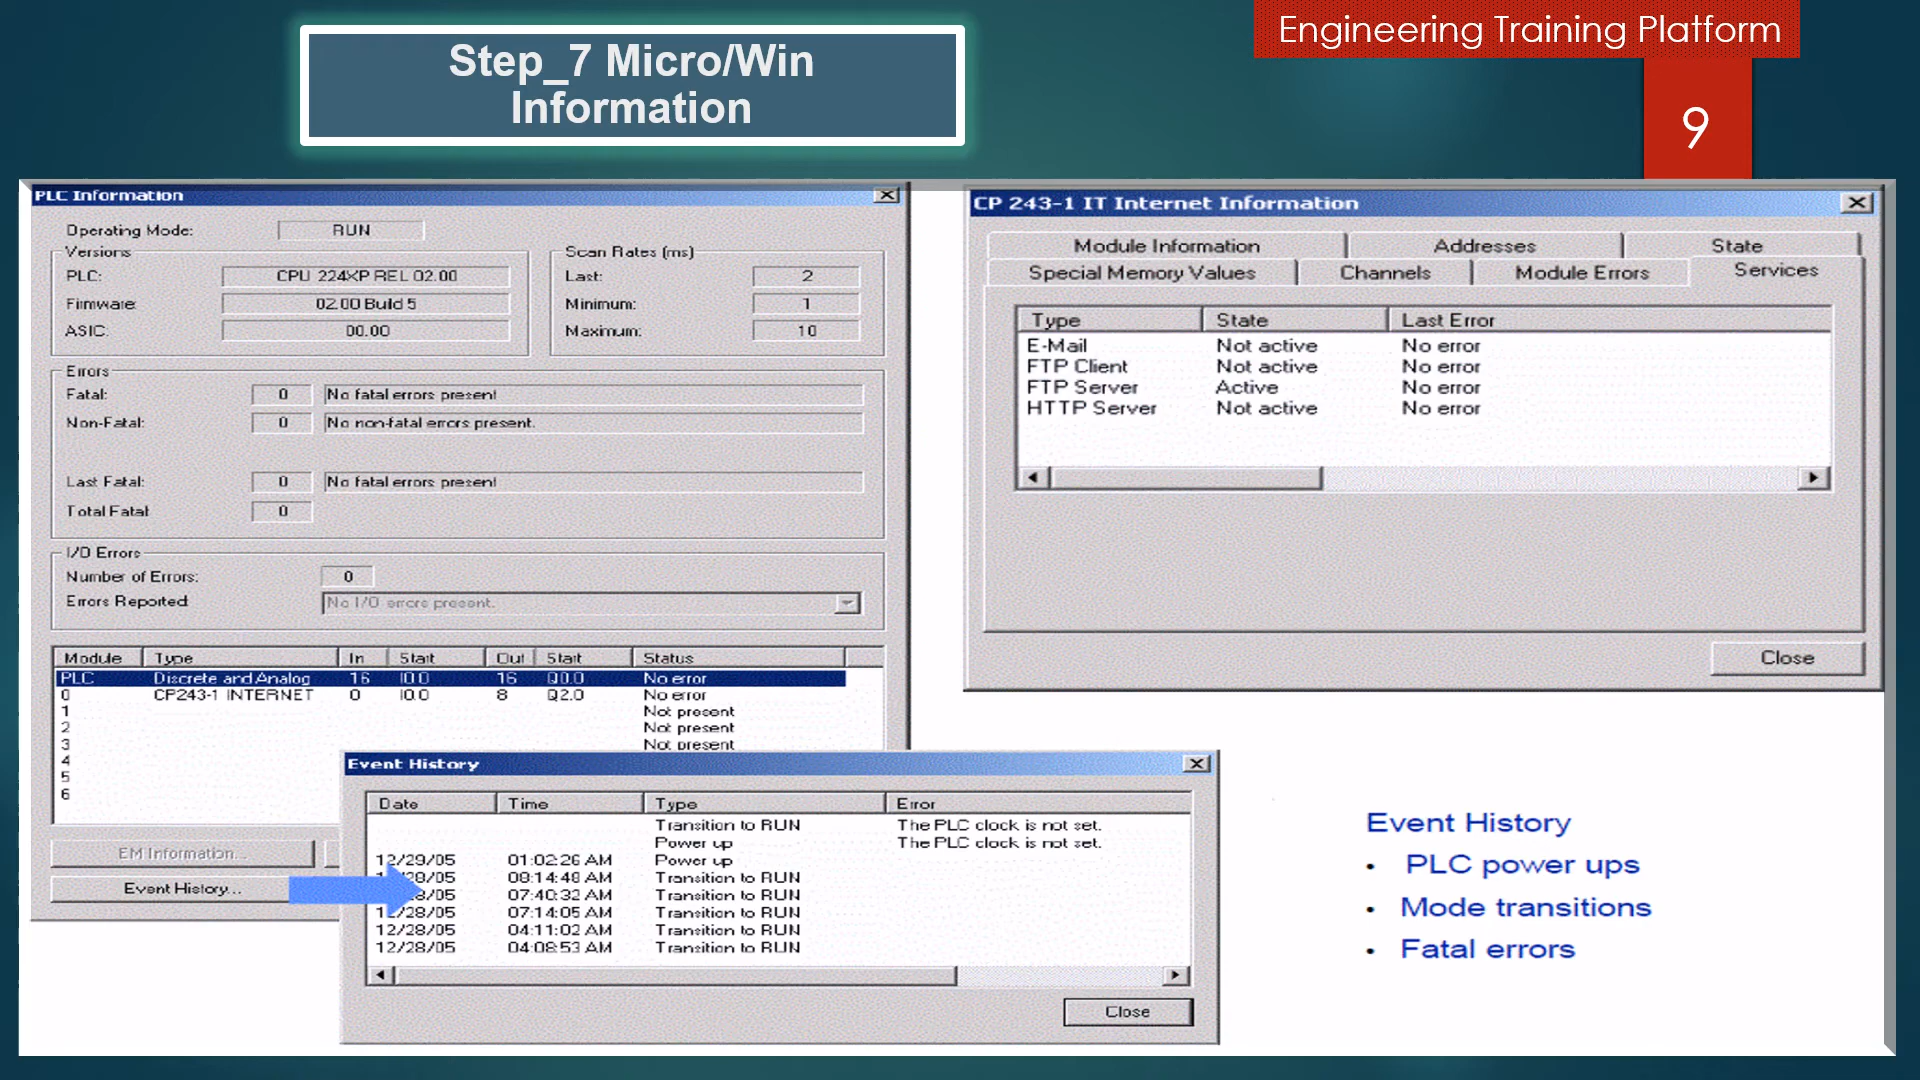 Step_7 Micro/Win
Information
Engineering Training Platform
9
PLC Information
Operating Mode: RUN
Versions
PLC: CPU 224XP REL 02.00
Firmware: 02.00 Build 5
ASIC: 00.00
Scan Rates (ms)
Last: 2
Minimum: 1
Maximum: 10
Errors
Fatal: 0 No fatal errors present
Non-Fatal: 0 No non-fatal errors present.
Last Fatal: 0 No fatal errors present
Total Fatal: 0
I/O Errors
Number of Errors: 0
Errors Reported: No I/O errors present.
Module Type In Start Out Start Status
PLC Discrete and Analog 16 I0.0 16 Q0.0 No error
0 CP243-1 INTERNET 0 I0.0 8 Q2.0 No error
1 Not present
2 Not present
3 Not present
4
5
6
EM Information...
Event History...
CP 243-1 IT Internet Information
Module Information Addresses State
Special Memory Values Channels Module Errors Services
Type State Last Error
E-Mail Not active No error
FTP Client Not active No error
FTP Server Active No error
HTTP Server Not active No error
Close
Event History
Date Time Type Error
Transition to RUN The PLC clock is not set.
Power up The PLC clock is not set.
12/29/05 01:02:26 AM Power up
12/28/05 08:14:48 AM Transition to RUN
/28/05 07:40:32 AM Transition to RUN
12/28/05 07:14:05 AM Transition to RUN
12/28/05 04:11:02 AM Transition to RUN
12/28/05 04:08:53 AM Transition to RUN
Close
Event History
• PLC power ups
• Mode transitions
• Fatal errors